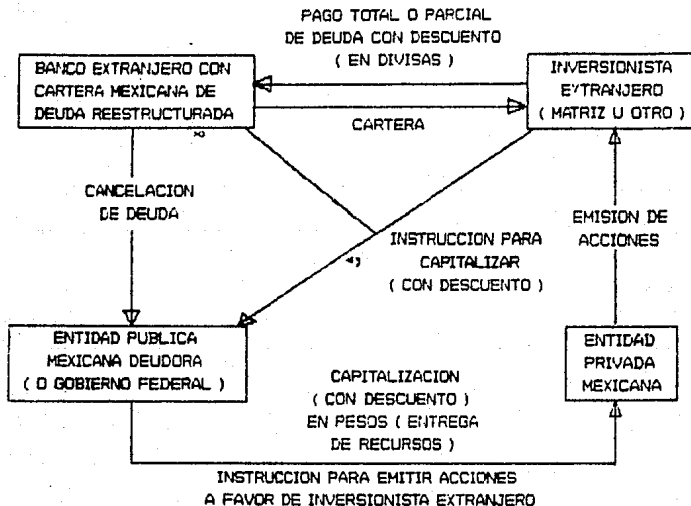 PAGO TOTAL O PARCIAL
DE DEUDA CON DESCUENTO
( EN DIVISAS )
BANCO EXTRANJERO CON
CARTERA MEXICANA DE
DEUDA REESTRUCTURADA
INVERSIONISTA
EXTRANJERO
( MATRIZ U OTRO )
CARTERA
CANCELACION
DE DEUDA
INSTRUCCION PARA
CAPITALIZAR
( CON DESCUENTO )
EMISION DE
ACCIONES
ENTIDAD PUBLICA
MEXICANA DEUDORA
( O GOBIERNO FEDERAL )
ENTIDAD
PRIVADA
MEXICANA
CAPITALIZACION
( CON DESCUENTO )
EN PESOS ( ENTREGA
DE RECURSOS )
INSTRUCCION PARA EMITIR ACCIONES
A FAVOR DE INVERSIONISTA EXTRANJERO